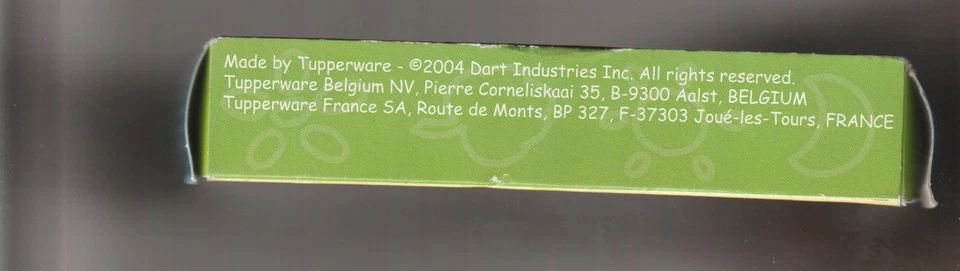 Made by Tupperware - ©2004 Dart Industries Inc. All rights reserved.
Tupperware Belgium NV, Pierre Corneliskaai 35, B-9300 Aalst, BELGIUM
Tupperware France SA, Route de Monts, BP 327, F-37303 Joué-les-Tours, FRANCE